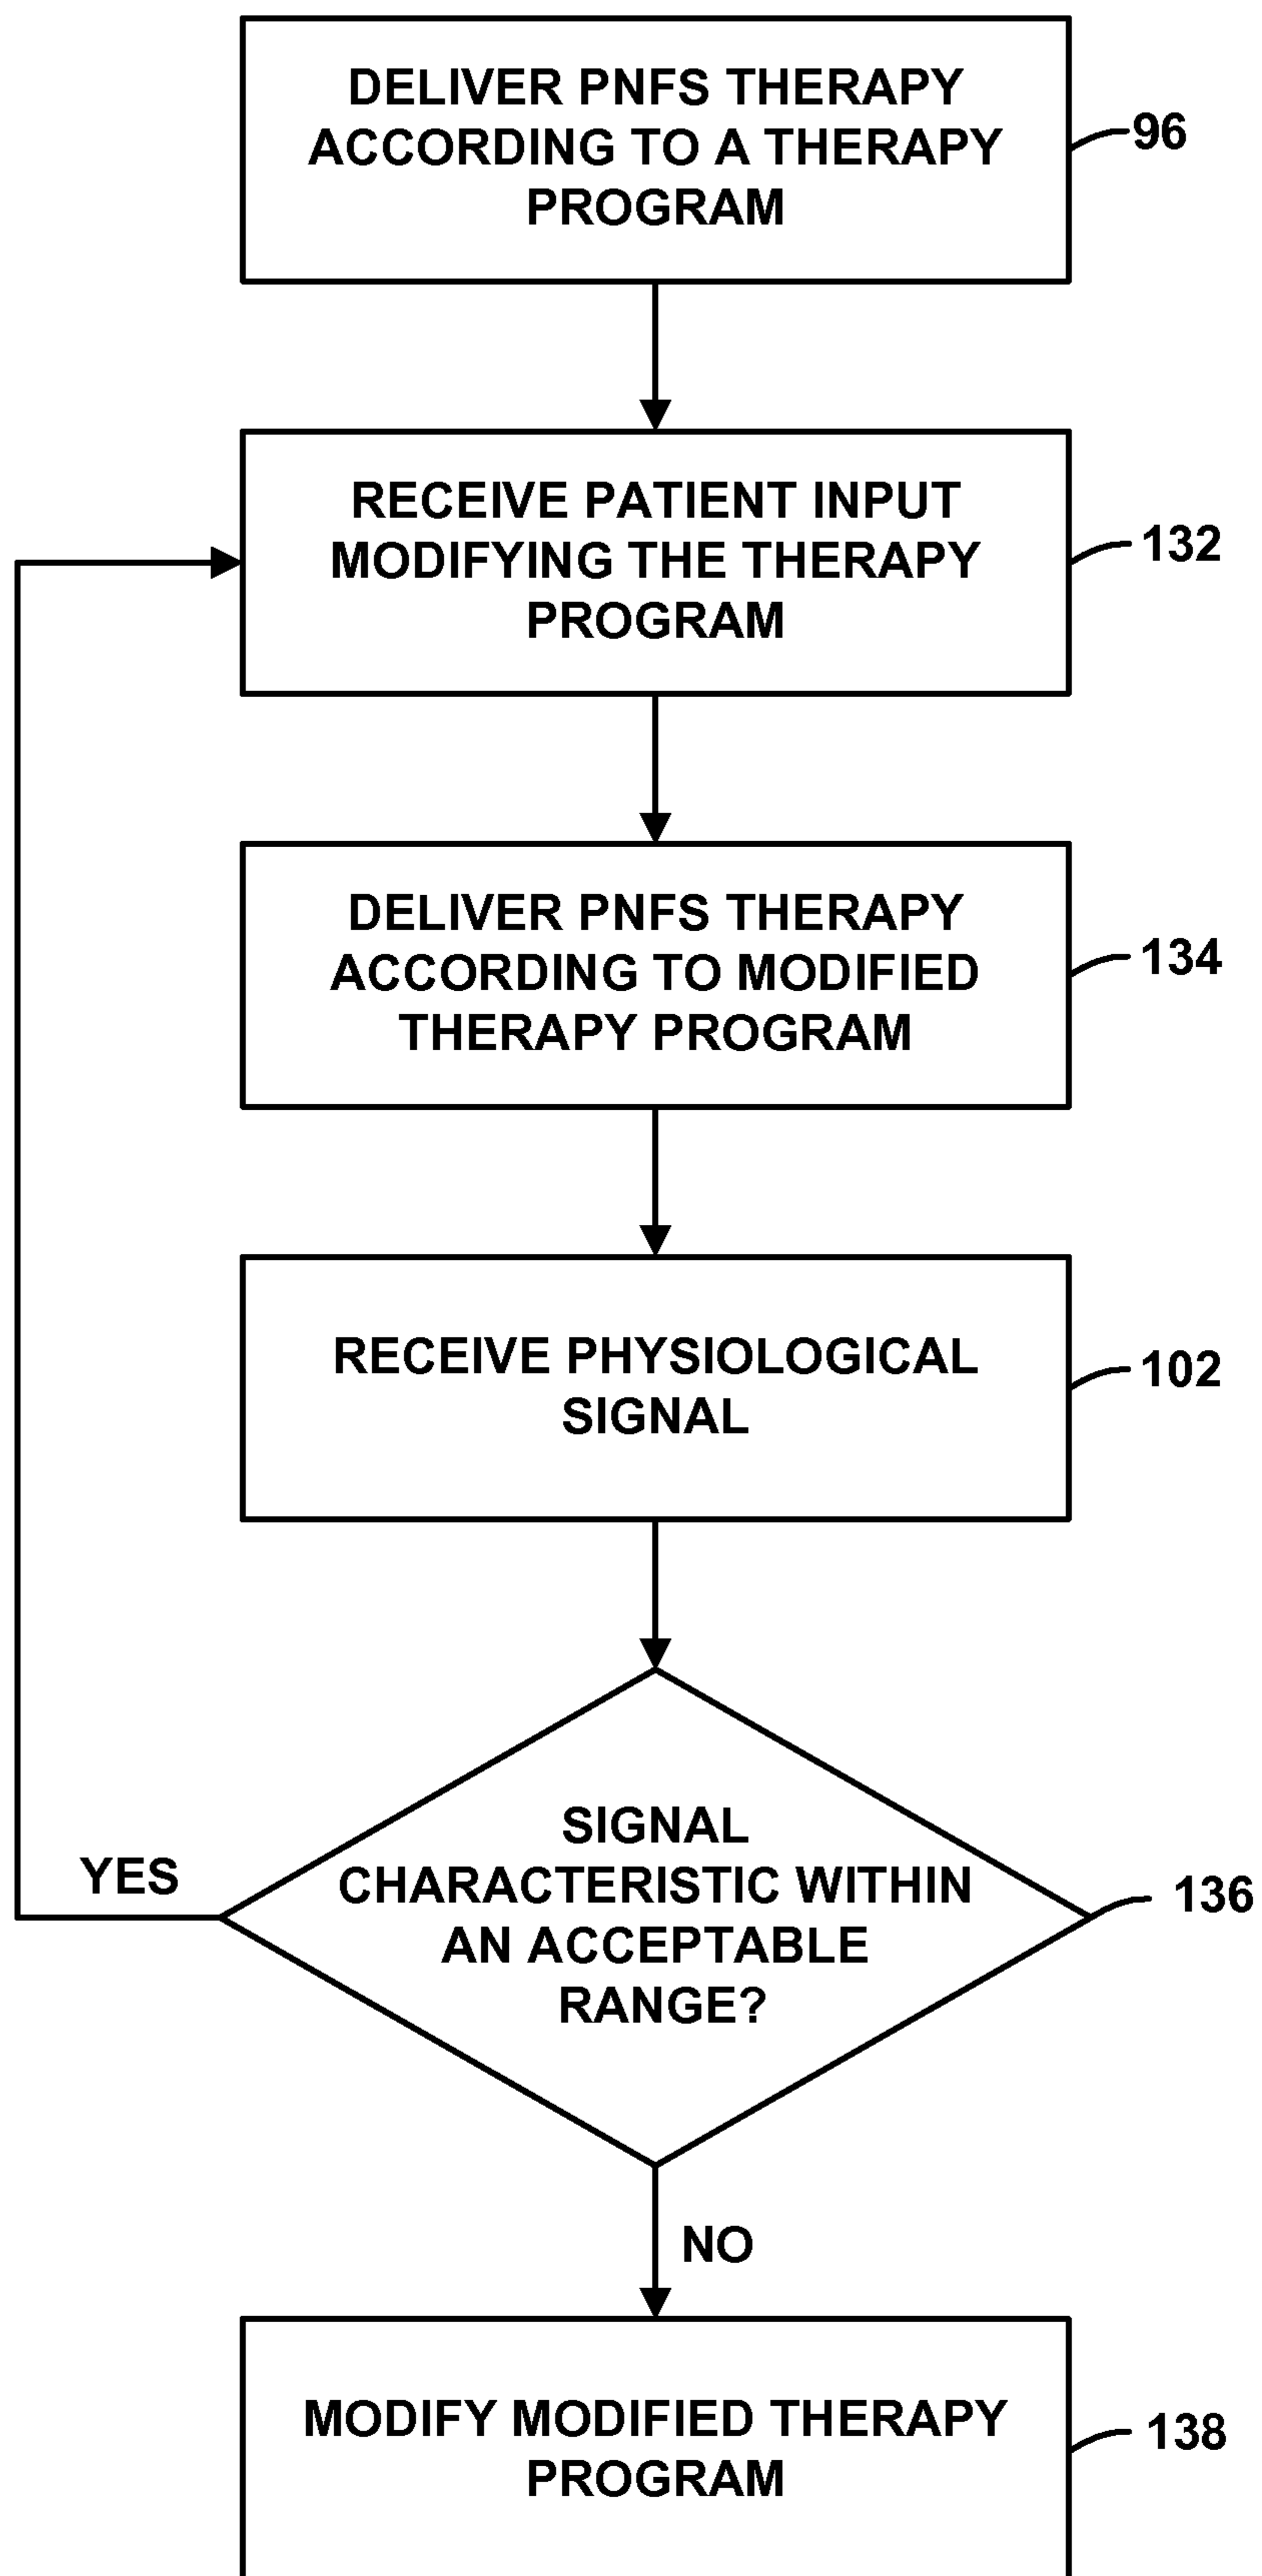 DELIVER PNFS THERAPY
ACCORDING TO A THERAPY
PROGRAM
96
RECEIVE PATIENT INPUT
MODIFYING THE THERAPY
PROGRAM
132
DELIVER PNFS THERAPY
ACCORDING TO MODIFIED
THERAPY PROGRAM
134
RECEIVE PHYSIOLOGICAL
SIGNAL
102
SIGNAL
CHARACTERISTIC WITHIN
AN ACCEPTABLE
RANGE?
136
YES
NO
MODIFY MODIFIED THERAPY
PROGRAM
138